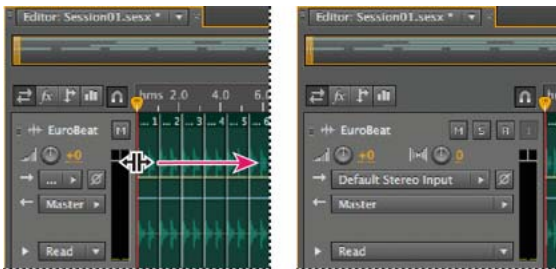 Editor: Session01.sesx *
hms 2.0 4.0 6.
EuroBeat M
+0
... 1 ... 2 ... 3 ... 4 ... 5 ... 6
...
Master
Read
Editor: Session01.sesx *
EuroBeat M S R I
+0 0
Default Stereo Input
Master
Read